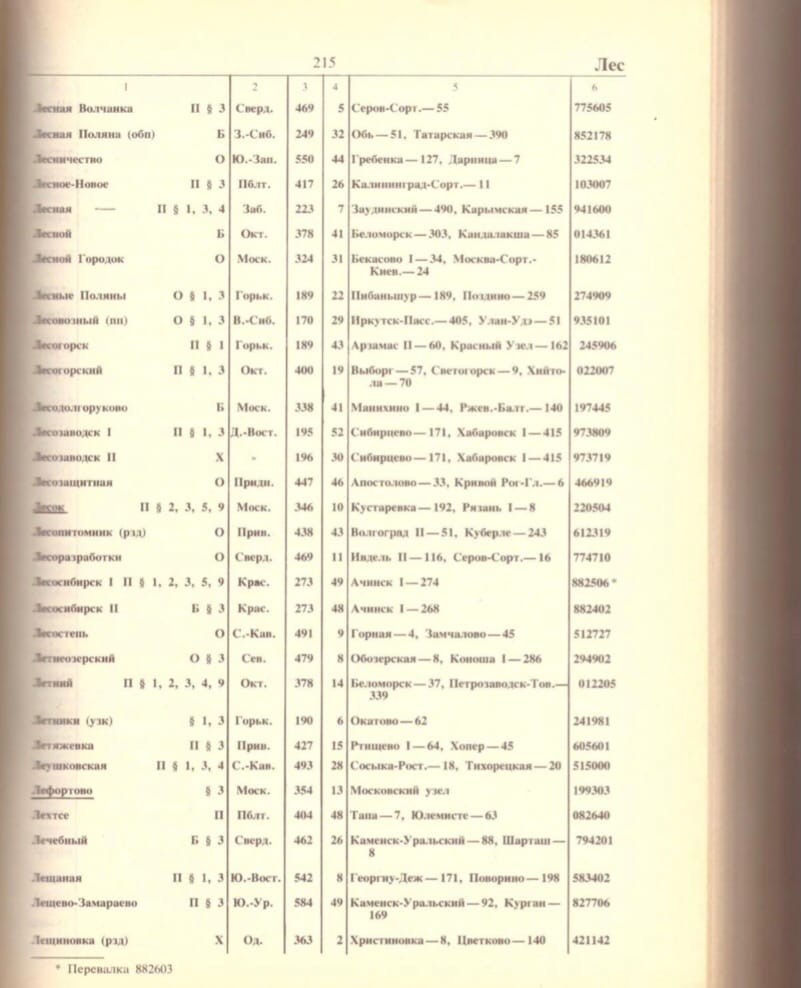 215 Лес
1 2 3 4 5 6
Лесная Волчанка П § 3 Сверд. 469 5 Серов-Сорт.—55 775605
Лесная Поляна (обп) Б З.-Сиб. 249 32 Обь—51, Татарская—390 852178
Лесничество О Ю.-Зап. 550 44 Гребенка—127, Дарница—7 322534
Лесное-Новое П § 3 Пблт. 417 26 Калининград-Сорт.—11 103007
Лесная — П § 1, 3, 4 Заб. 223 7 Заудинский—490, Карымская—155 941600
Лесной Б Окт. 378 41 Беломорск—303, Кандалакша—85 014361
Лесной Городок О Моск. 324 31 Бекасово I—34, Москва-Сорт.- 180612
Киев.—24
Лесные Поляны О § 1, 3 Горьк. 189 22 Пибаньшур—189, Поздино—259 274909
Лесовозный (пп) О § 1, 3 В.-Сиб. 170 29 Иркутск-Пасс.—405, Улан-Удэ—51 935101
Лесогорск П § 1 Горьк. 189 43 Арзамас II—60, Красный Узел—162 245906
Лесогорский П § 1, 3 Окт. 400 19 Выборг—57, Светогорск—9, Хийто- 022007
ла—70
Лесодолгоруково Б Моск. 338 41 Манихино I—44, Ржев.-Балт.—140 197445
Лесозаводск I П § 1, 3 Д.-Вост. 195 52 Сибирцево—171, Хабаровск I—415 973809
Лесозаводск II Х » 196 30 Сибирцево—171, Хабаровск I—415 973719
Лесозащитная О Придн. 447 46 Апостолово—33, Кривой Рог-Гл.—6 466919
Лесок П § 2, 3, 5, 9 Моск. 346 10 Кустаревка—192, Рязань I—8 220504
Лесопитомник (рзд) О Прив. 438 43 Волгоград II—51, Куберле—243 612319
Лесоразработки О Сверд. 469 11 Ивдель II—116, Серов-Сорт.—16 774710
Лесосибирск I П § 1, 2, 3, 5, 9 Крас. 273 49 Ачинск I—274 882506*
Лесосибирск II Б § 3 Крас. 273 48 Ачинск I—268 882402
Лесостепь О С.-Кав. 491 9 Горная—4, Замчалово—45 512727
Летнеозерский О § 3 Сев. 479 8 Обозерская—8, Коноша I—286 294902
Летний П § 1, 2, 3, 4, 9 Окт. 378 14 Беломорск—37, Петрозаводск-Тов.— 012205
339
Летники (узк) § 1, 3 Горьк. 190 6 Окатово—62 241981
Летяжевка П § 3 Прив. 427 15 Ртищево I—64, Хопер—45 605601
Леушковская П § 1, 3, 4 С.-Кав. 493 28 Сосыка-Рост.—18, Тихорецкая—20 515000
Лефортово § 3 Моск. 354 13 Московский узел 199303
Лехтсе П Пблт. 404 48 Тапа—7, Юлемисте—63 082640
Лечебный Б § 3 Сверд. 462 26 Каменск-Уральский—88, Шарташ— 794201
8
Лещаная П § 1, 3 Ю.-Вост. 542 8 Георгиу-Деж—171, Поворино—198 583402
Лещево-Замараево П § 3 Ю.-Ур. 584 49 Каменск-Уральский—92, Курган— 827706
169
Лещиновка (рзд) Х Од. 363 2 Христиновка—8, Цветково—140 421142
* Перевалка 882603